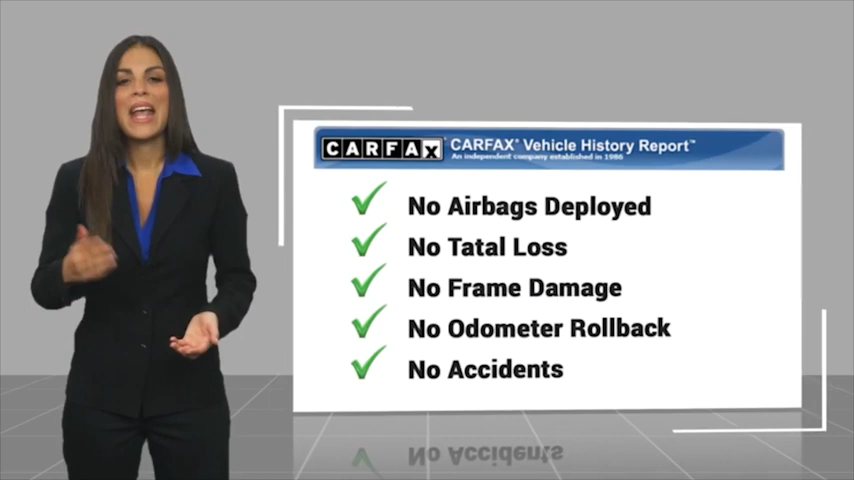 CARFAX CARFAX® Vehicle History Report™
An independent company established in 1986
No Airbags Deployed
No Tatal Loss
No Frame Damage
No Odometer Rollback
No Accidents
No Accidents